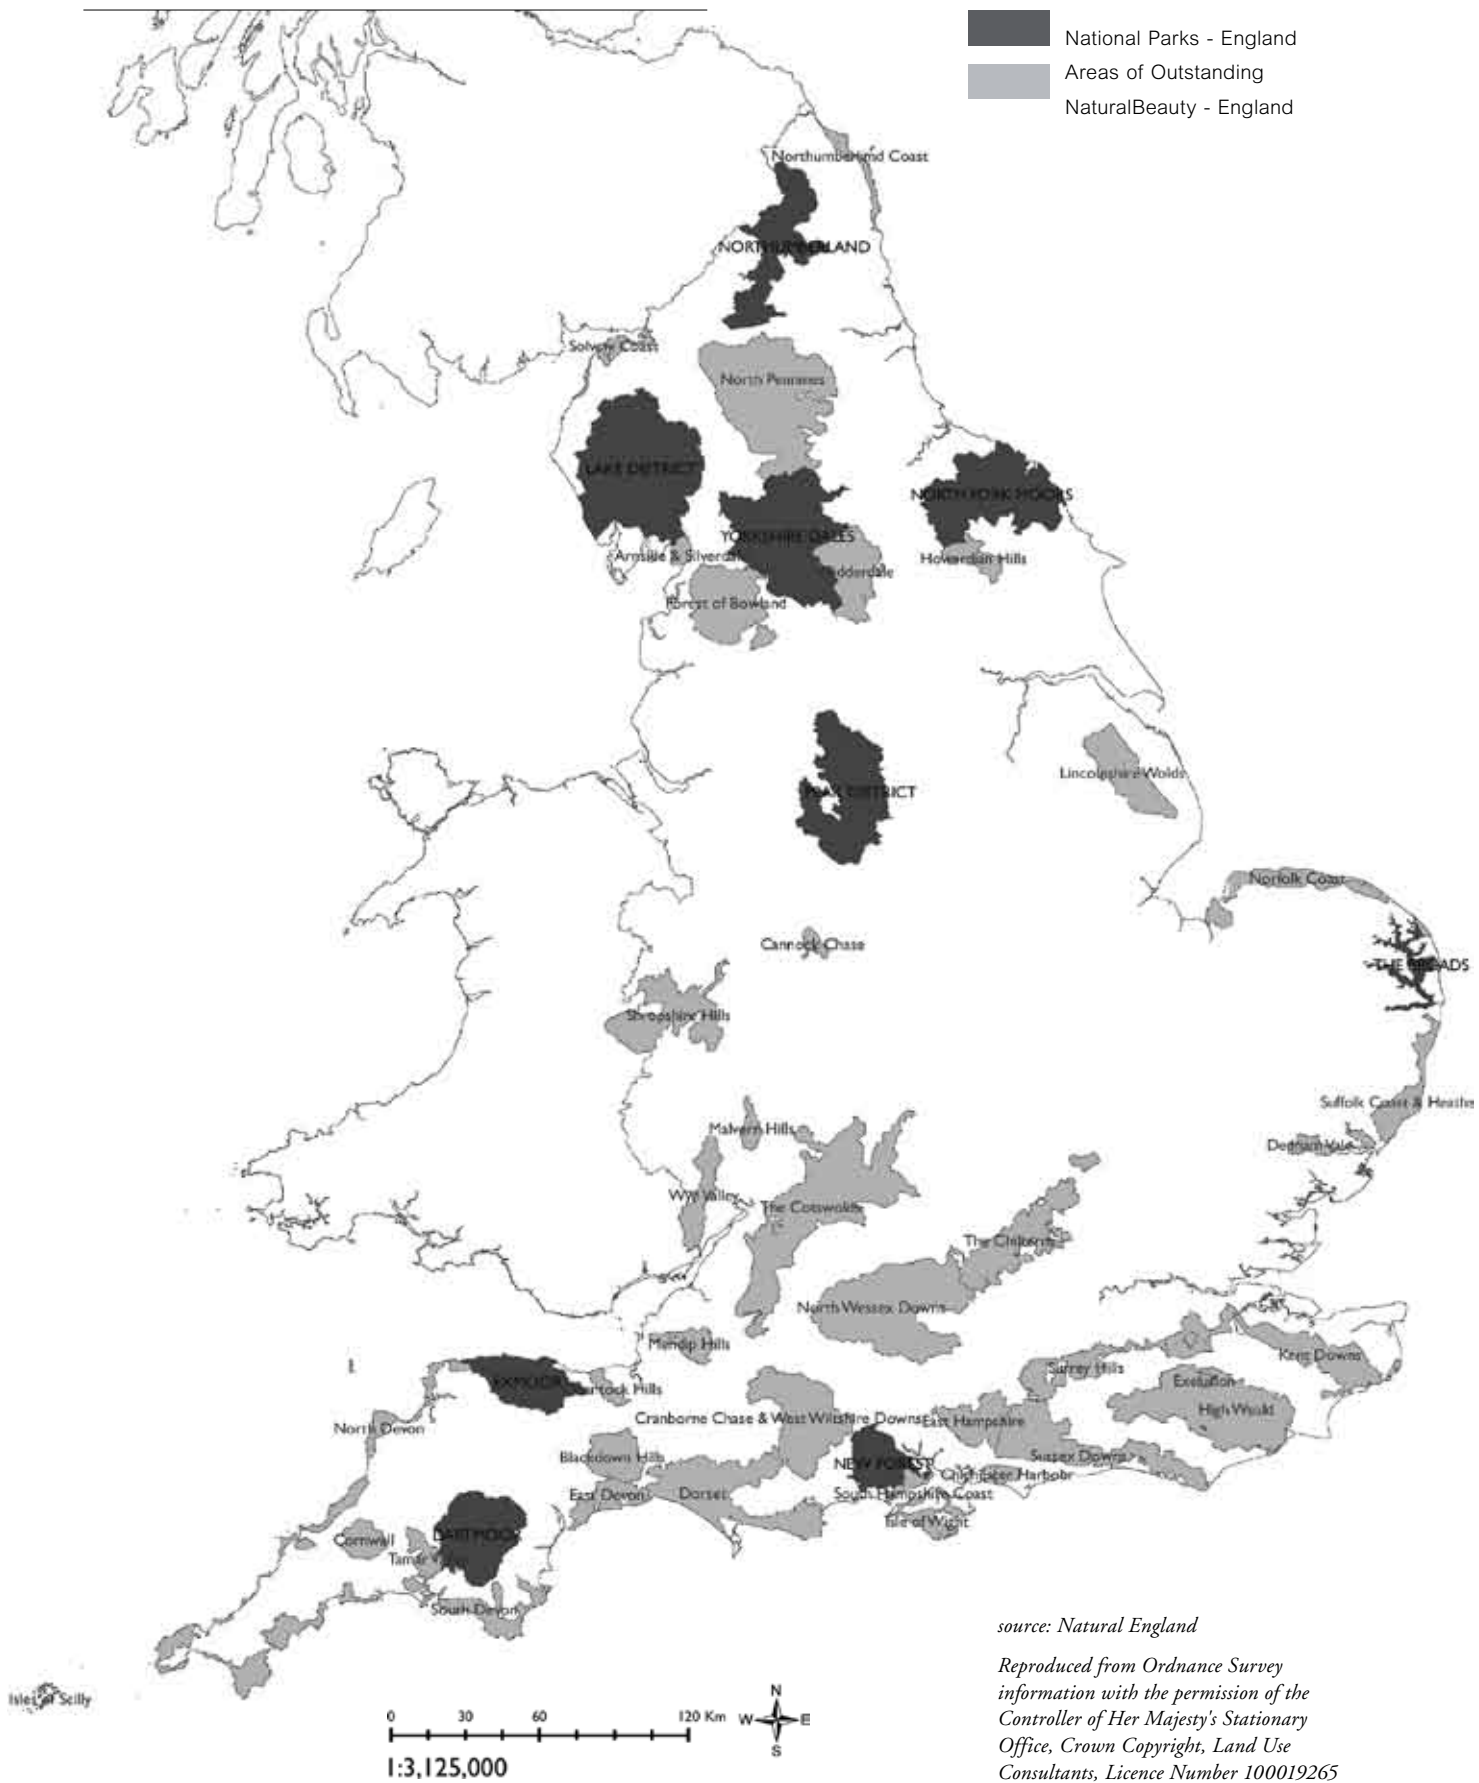 National Parks - England
Areas of Outstanding
NaturalBeauty - England
Northumberland Coast
NORTHUMBERLAND
Solway Coast
North Pennines
LAKE DISTRICT
NORTH YORK MOORS
YORKSHIRE DALES
Arnside & Silverdale
Howardian Hills
Nidderdale
Forest of Bowland
Lincolnshire Wolds
PEAK DISTRICT
Norfolk Coast
Cannock Chase
THE BROADS
Shropshire Hills
Suffolk Coast & Heaths
Malvern Hills
Dedham Vale
Wye Valley
The Cotswolds
The Chilterns
North Wessex Downs
Mendip Hills
Kent Downs
Surrey Hills
EXMOOR
Quantock Hills
High Weald
Cranborne Chase & West Wiltshire Downs
East Hampshire
North Devon
Blackdown Hills
Sussex Downs
NEW FOREST
Chichester Harbour
East Devon
Dorset
South Hampshire Coast
Isle of Wight
DARTMOOR
Cornwall
Tamar Valley
South Devon
Isles of Scilly
source: Natural England
Reproduced from Ordnance Survey
information with the permission of the
Controller of Her Majesty's Stationary
Office, Crown Copyright, Land Use
Consultants, Licence Number 100019265
0 30 60 120 Km
N
W E
S
1:3,125,000